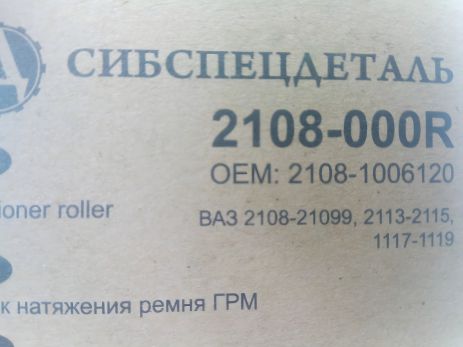 СИБСПЕЦДЕТАЛЬ
2108-000R
OEM: 2108-1006120
ioner roller
ВАЗ 2108-21099, 2113-2115,
1117-1119
к натяжения ремня ГРМ